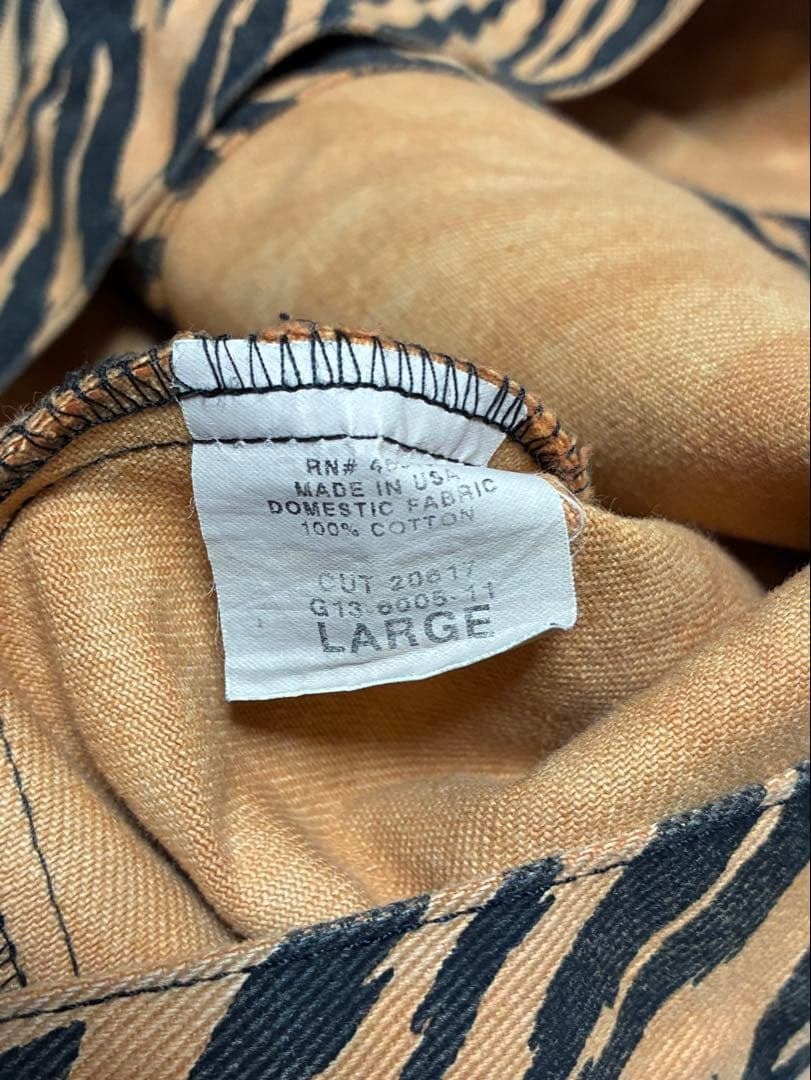 RN#
MADE IN USA
DOMESTIC FABRIC
100% COTTON
CUT 20617
G13 6005-11
LARGE